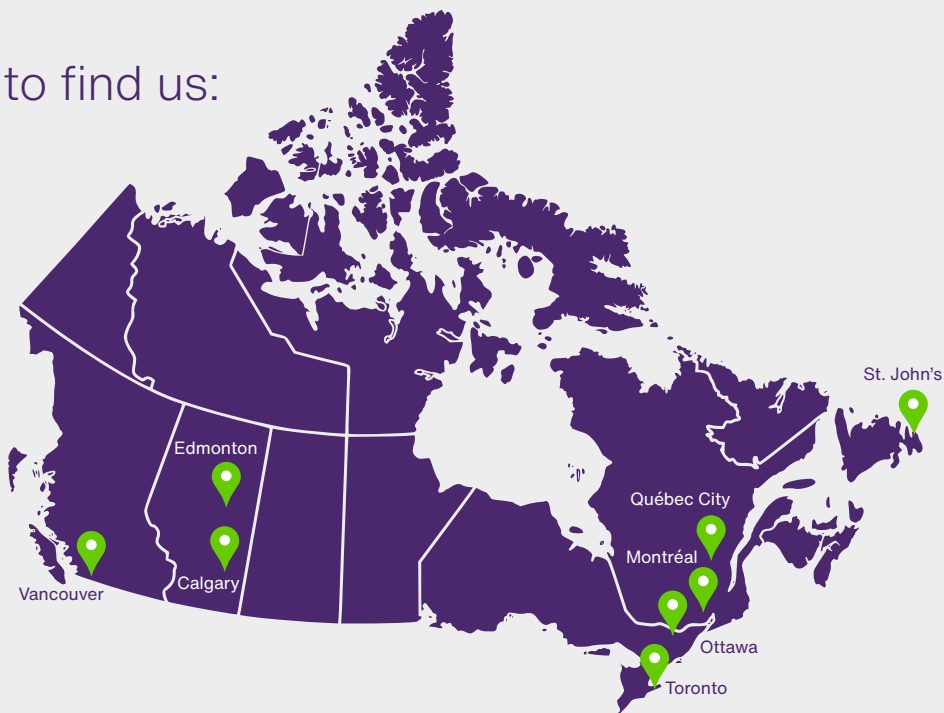 to find us:
St. John's
Edmonton
Québec City
Montréal
Calgary
Vancouver
Ottawa
Toronto